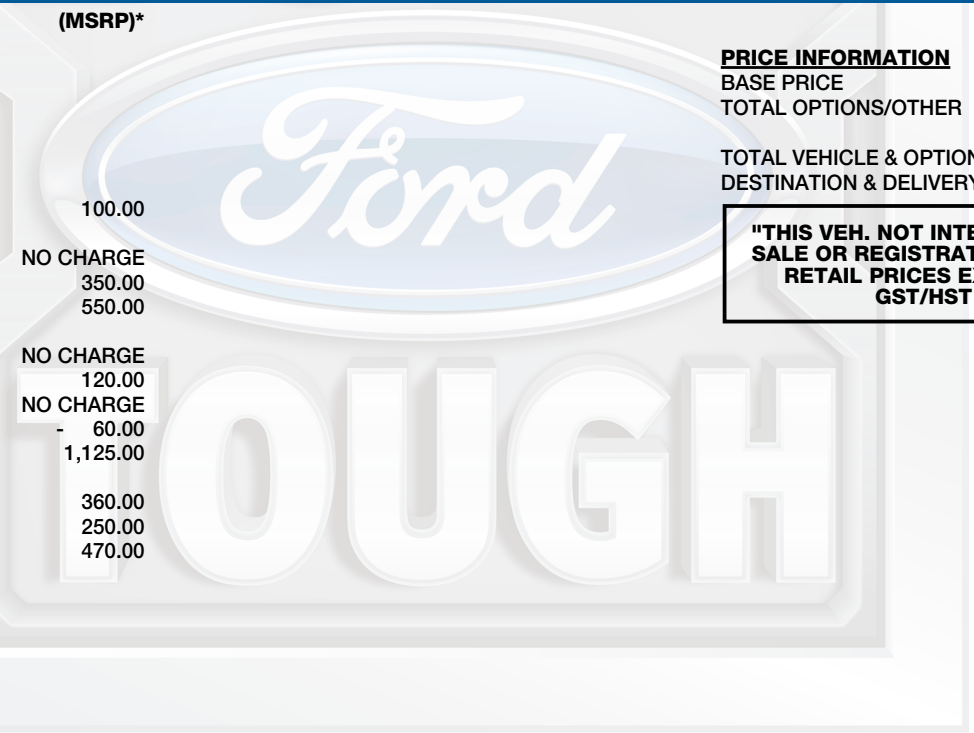 (MSRP)*
100.00
NO CHARGE
350.00
550.00
NO CHARGE
120.00
NO CHARGE
- 60.00
1,125.00
360.00
250.00
470.00
PRICE INFORMATION
BASE PRICE
TOTAL OPTIONS/OTHER
TOTAL VEHICLE & OPTION
DESTINATION & DELIVERY
"THIS VEH. NOT INTE
SALE OR REGISTRAT
RETAIL PRICES EX
GST/HST
Ford
TOUGH